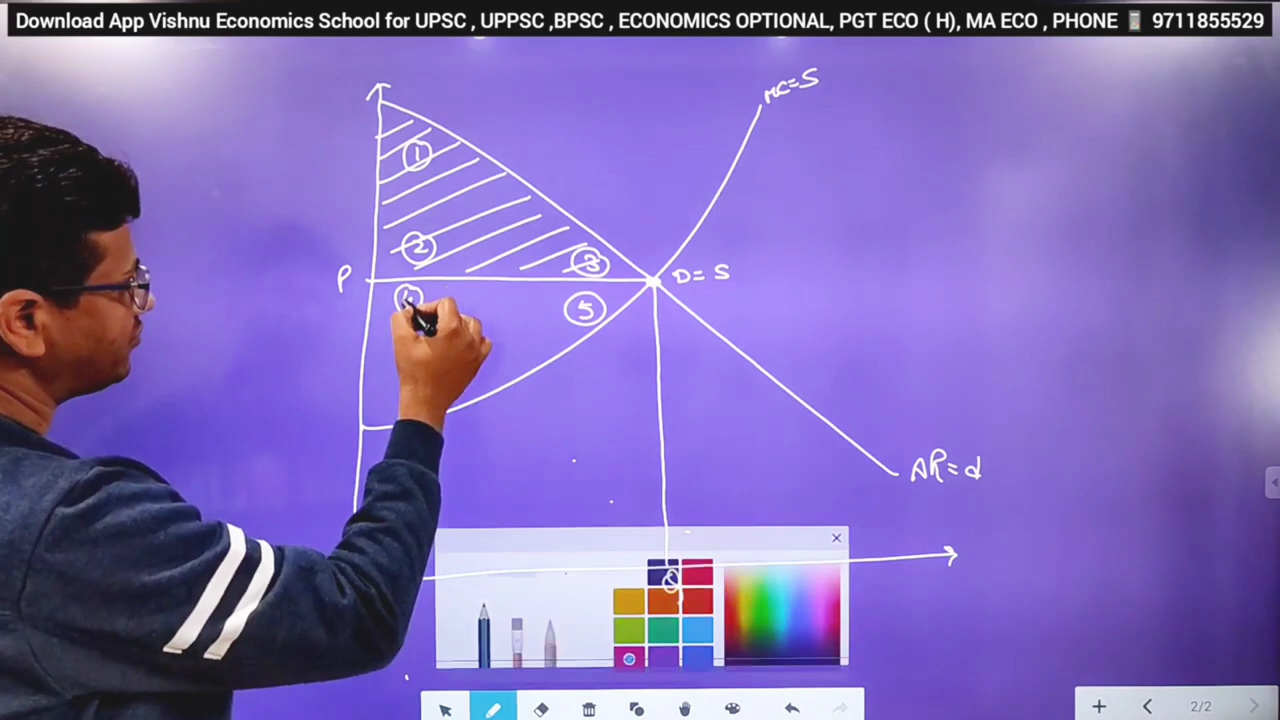 Download App Vishnu Economics School for UPSC , UPPSC ,BPSC , ECONOMICS OPTIONAL, PGT ECO ( H), MA ECO , PHONE 📱 9711855529
MC=S
1
2
3
P
D=S
5
AR=d
2/2